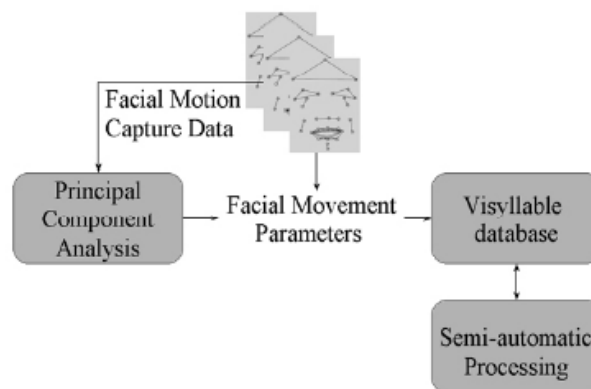 Facial Motion
Capture Data
Principal
Component
Analysis
Facial Movement
Parameters
Visyllable
database
Semi-automatic
Processing